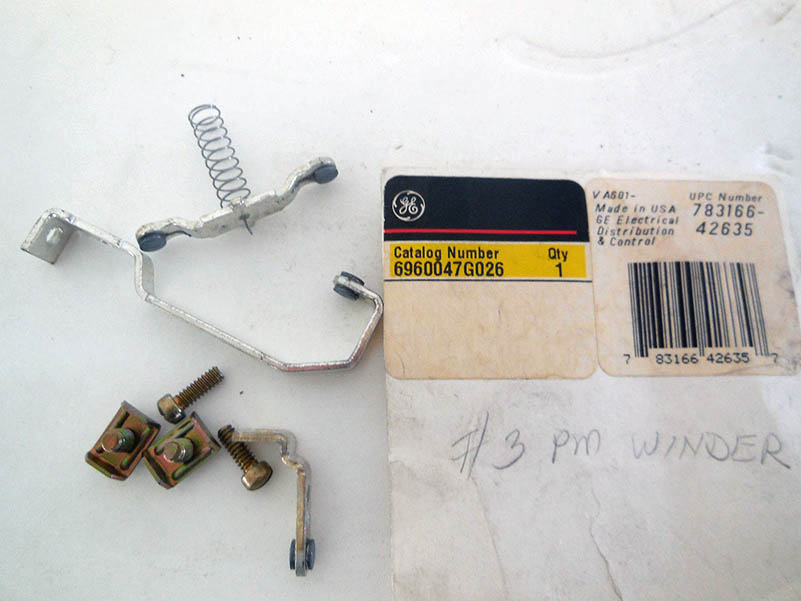 GE
Catalog Number Qty
6960047G026 1
VA601-
Made in USA
GE Electrical
Distribution
& Control
UPC Number
783166-
42635
7 83166 42635 7
#3 PM WINDER